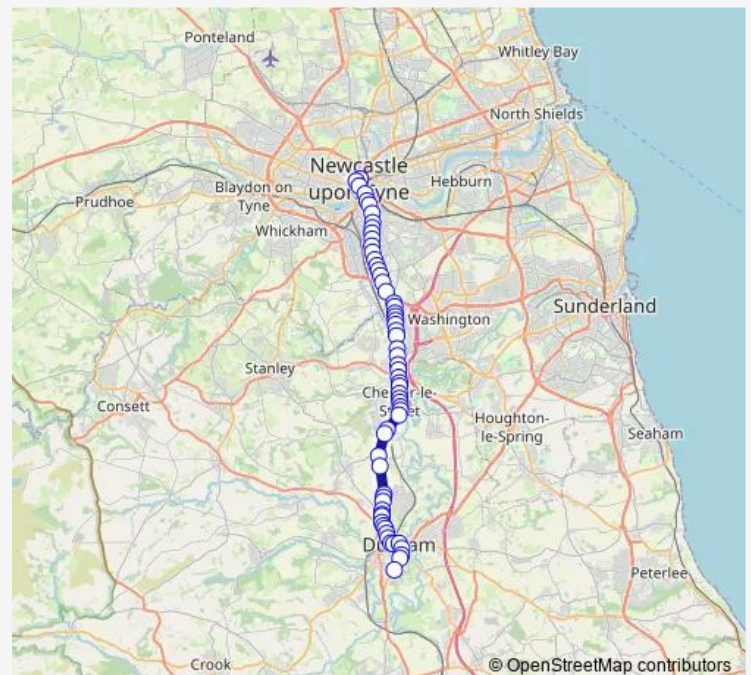 Ponteland
Whitley Bay
North Shields
Newcastle
upon Tyne
Hebburn
Blaydon on
Tyne
Prudhoe
Whickham
Sunderland
Washington
Stanley
Consett
Houghton-
le-Spring
Seaham
Durham
Peterlee
Crook
© OpenStreetMap contributors